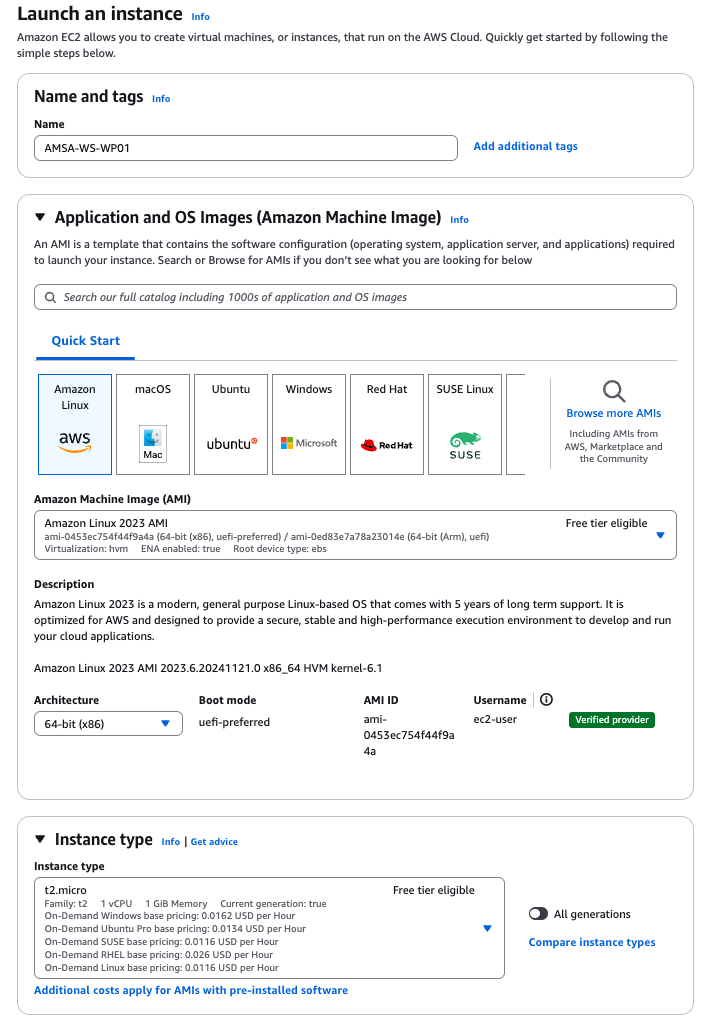 Launch an instance Info
Amazon EC2 allows you to create virtual machines, or instances, that run on the AWS Cloud. Quickly get started by following the
simple steps below.
Name and tags Info
Name
AMSA-WS-WP01
Add additional tags
Application and OS Images (Amazon Machine Image) Info
An AMI is a template that contains the software configuration (operating system, application server, and applications) required
to launch your instance. Search or Browse for AMIs if you don’t see what you are looking for below
Search our full catalog including 1000s of application and OS images
Quick Start
Amazon
Linux
aws
macOS
Mac
Ubuntu
ubuntu
Windows
Microsoft
Red Hat
Red Hat
SUSE Linux
SUSE
Browse more AMIs
Including AMIs from
AWS, Marketplace and
the Community
Amazon Machine Image (AMI)
Amazon Linux 2023 AMI Free tier eligible
ami-0453ec754f44f9a4a (64-bit (x86), uefi-preferred) / ami-0ed83e7a78a23014e (64-bit (Arm), uefi)
Virtualization: hvm ENA enabled: true Root device type: ebs
Description
Amazon Linux 2023 is a modern, general purpose Linux-based OS that comes with 5 years of long term support. It is
optimized for AWS and designed to provide a secure, stable and high-performance execution environment to develop and run
your cloud applications.
Amazon Linux 2023 AMI 2023.6.20241121.0 x86_64 HVM kernel-6.1
Architecture
64-bit (x86)
Boot mode
uefi-preferred
AMI ID
ami-
0453ec754f44f9a
4a
Username
ec2-user
Verified provider
Instance type Info | Get advice
Instance type
t2.micro Free tier eligible
Family: t2 1 vCPU 1 GiB Memory Current generation: true
On-Demand Windows base pricing: 0.0162 USD per Hour
On-Demand Ubuntu Pro base pricing: 0.0134 USD per Hour
On-Demand SUSE base pricing: 0.0116 USD per Hour
On-Demand RHEL base pricing: 0.026 USD per Hour
On-Demand Linux base pricing: 0.0116 USD per Hour
All generations
Compare instance types
Additional costs apply for AMIs with pre-installed software